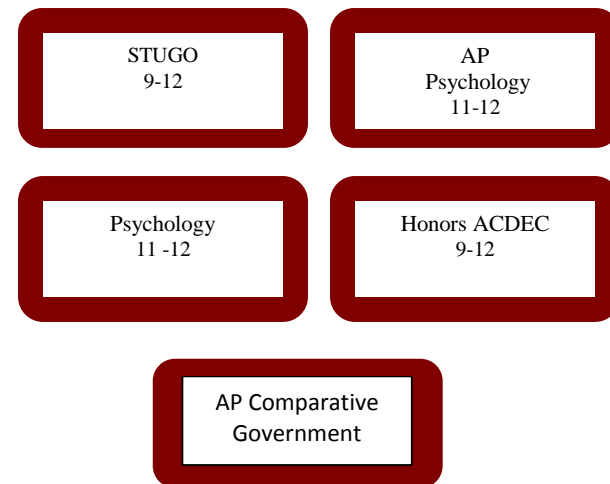 STUGO
9-12
AP
Psychology
11-12
Psychology
11 -12
Honors ACDEC
9-12
AP Comparative
Government